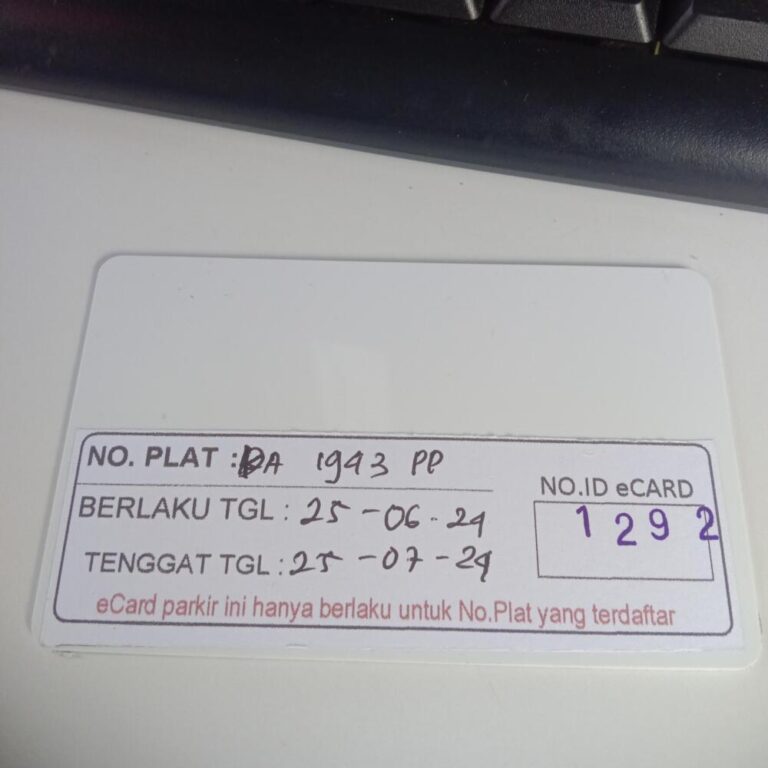 NO. PLAT : DA 1943 PP
BERLAKU TGL : 25-06-24
TENGGAT TGL : 25-07-24
NO.ID eCARD
1292
eCard parkir ini hanya berlaku untuk No.Plat yang terdaftar